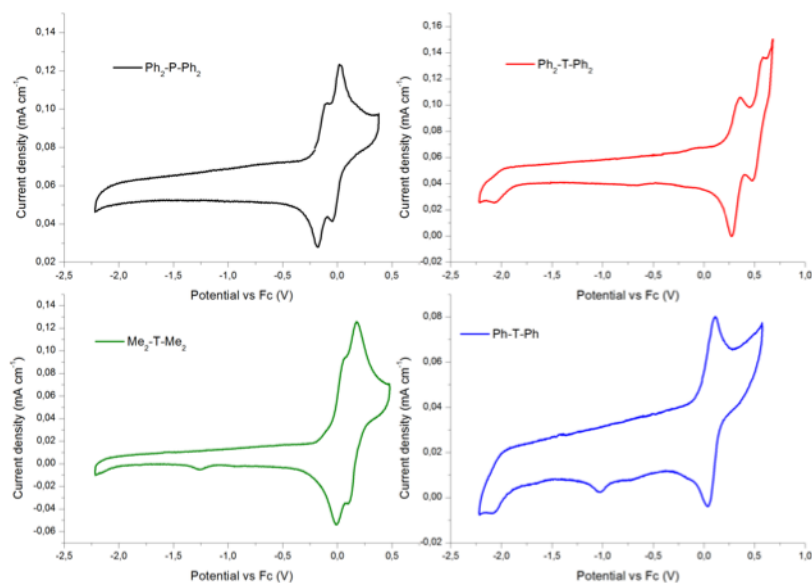 0,14
0,12
0,10
0,08
0,06
0,04
0,02
-2,5 -2,0 -1,5 -1,0 -0,5 0,0 0,5
Current density (mA cm⁻¹)
Potential vs Fc (V)
Ph₂-P-Ph₂
0,16
0,14
0,12
0,10
0,08
0,06
0,04
0,02
0,00
-0,02
-2,5 -2,0 -1,5 -1,0 -0,5 0,0 0,5 1,0
Current density (mA cm⁻¹)
Potential vs Fc (V)
Ph₂-T-Ph₂
0,14
0,12
0,10
0,08
0,06
0,04
0,02
0,00
-0,02
-0,04
-0,06
-2,5 -2,0 -1,5 -1,0 -0,5 0,0 0,5
Current density (mA cm⁻¹)
Potential vs Fc (V)
Me₂-T-Me₂
0,08
0,06
0,04
0,02
0,00
-0,02
-2,5 -2,0 -1,5 -1,0 -0,5 0,0 0,5
Current density (mA cm⁻¹)
Potential vs Fc (V)
Ph-T-Ph